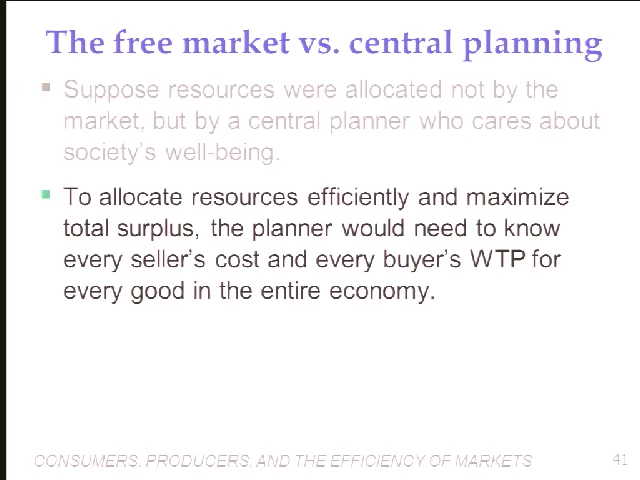 The free market vs. central planning
Suppose resources were allocated not by the
market, but by a central planner who cares about
society's well-being.
To allocate resources efficiently and maximize
total surplus, the planner would need to know
every seller's cost and every buyer's WTP for
every good in the entire economy.
CONSUMERS, PRODUCERS, AND THE EFFICIENCY OF MARKETS 41